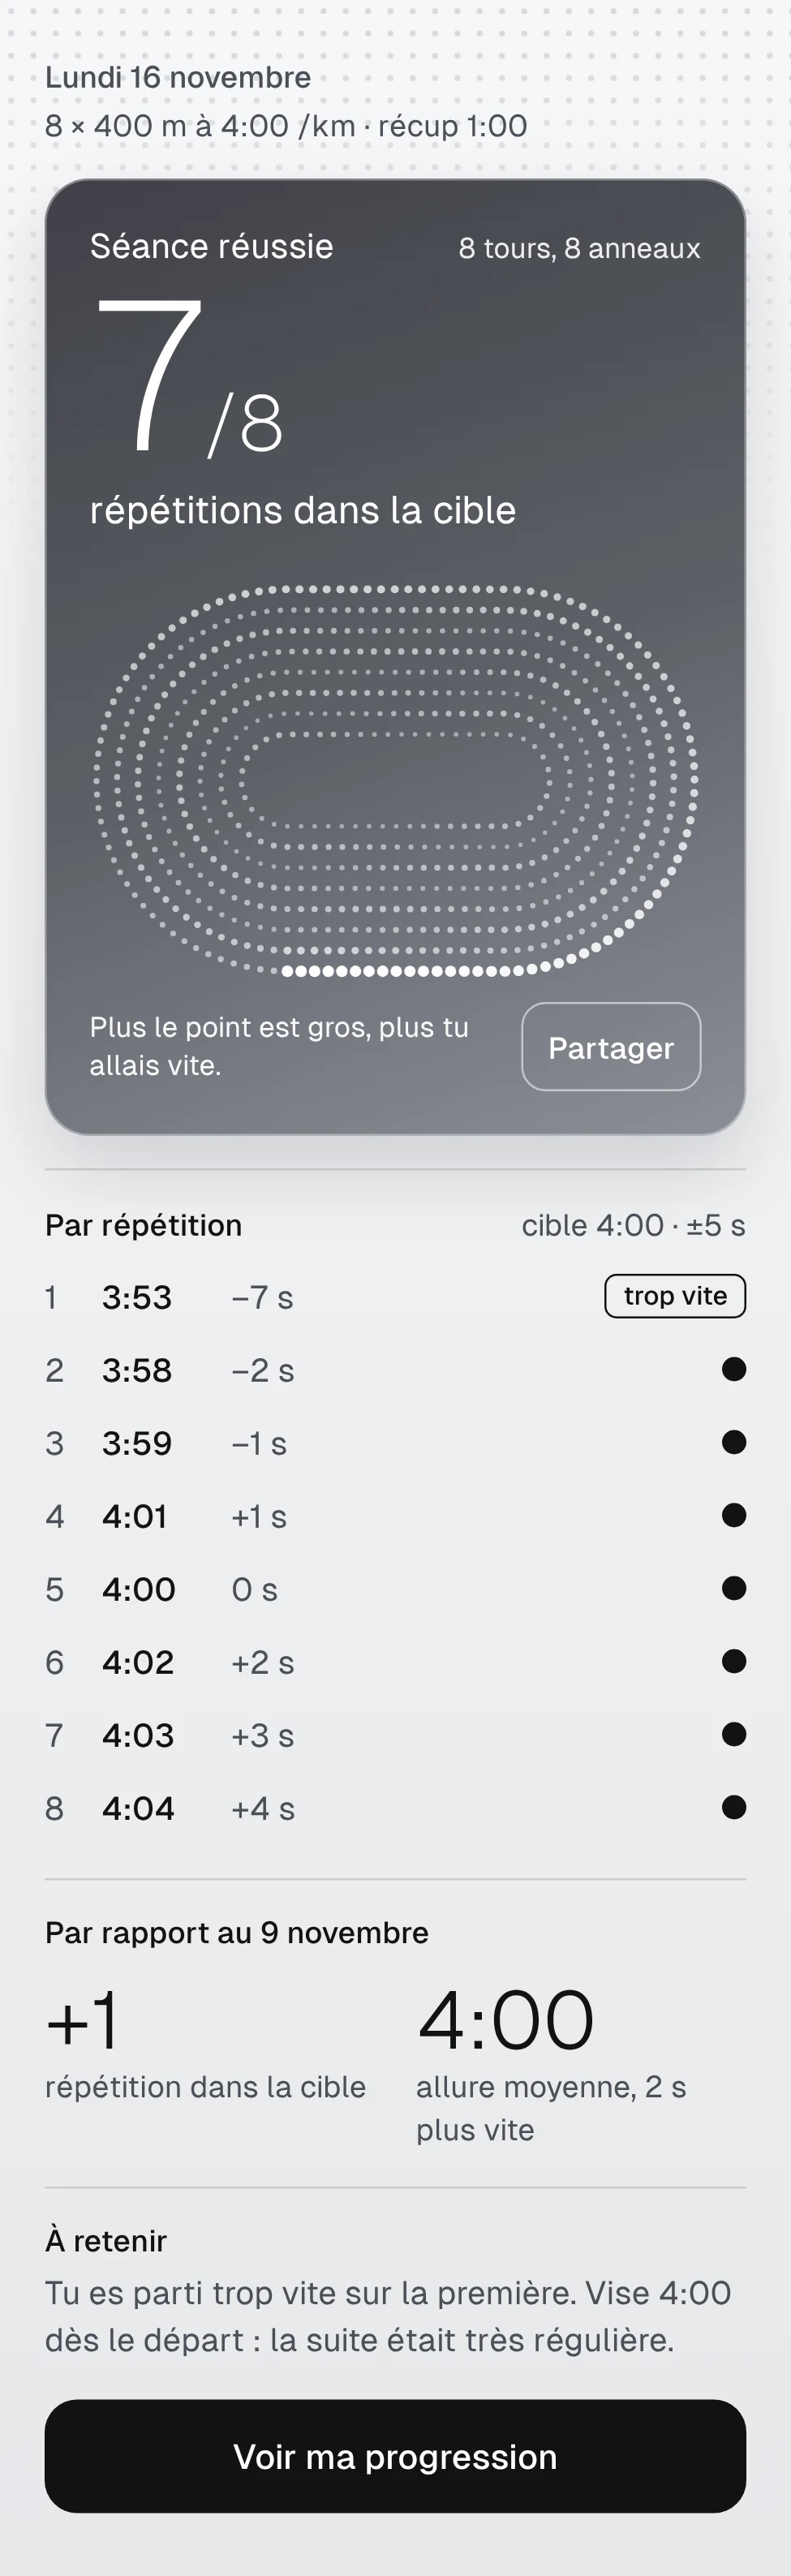 Lundi 16 novembre
8 × 400 m à 4:00 /km · récup 1:00
Séance réussie
8 tours, 8 anneaux
7/8
répétitions dans la cible
Plus le point est gros, plus tu
allais vite.
Partager
Par répétition
cible 4:00 · ±5 s
1 3:53 −7 s trop vite
2 3:58 −2 s
3 3:59 −1 s
4 4:01 +1 s
5 4:00 0 s
6 4:02 +2 s
7 4:03 +3 s
8 4:04 +4 s
Par rapport au 9 novembre
+1
répétition dans la cible
4:00
allure moyenne, 2 s
plus vite
À retenir
Tu es parti trop vite sur la première. Vise 4:00
dès le départ : la suite était très régulière.
Voir ma progression